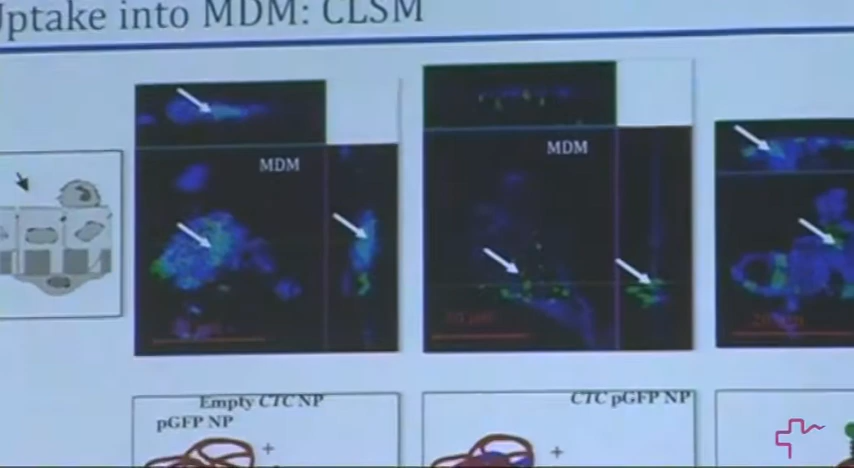 Uptake into MDM: CLSM
MDM
MDM
Empty CTC NP
pGFP NP
+
CTC pGFP NP
+